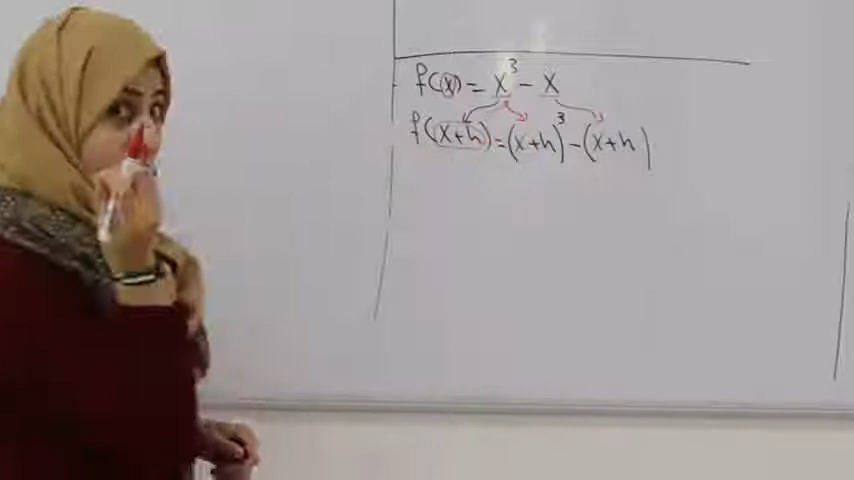 f(x) = x³ - x
f(x+h) = (x+h)³ - (x+h)